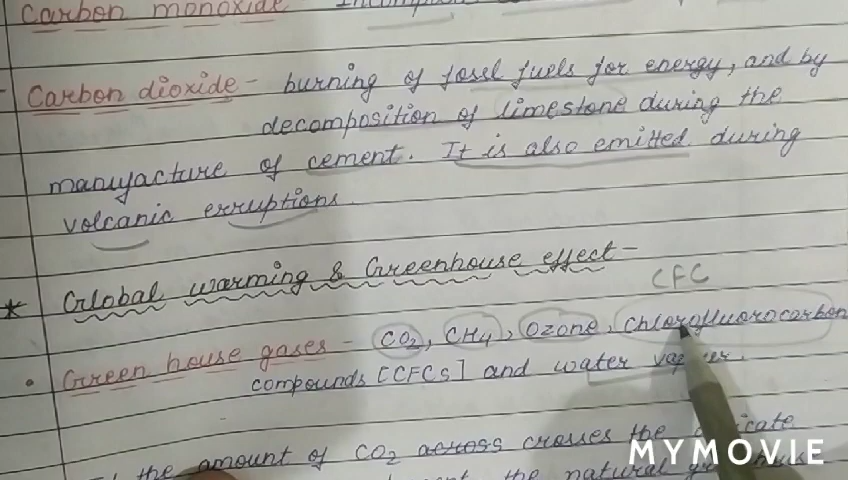 Carbon monoxide - Incomp
- Carbon dioxide - burning of fossl fuels for energy, and by
decomposition of limestone during the
manufacture of cement. It is also emitted during
volcanic erruptions.
* Global warming & Greenhouse effect -
CFC
• Green house gases - CO2, CH4, Ozone, Chlorofluorocarbon
compounds [CFCS] and water
the amount of CO2 across crosses the
the natural
MYMOVIE